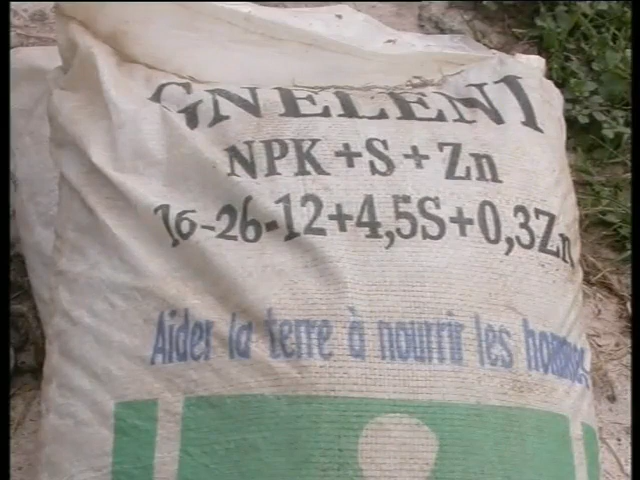 GNELENI
NPK+S+Zn
16-26-12+4,5S+0,3Zn
Aider la terre à nourrir les hommes